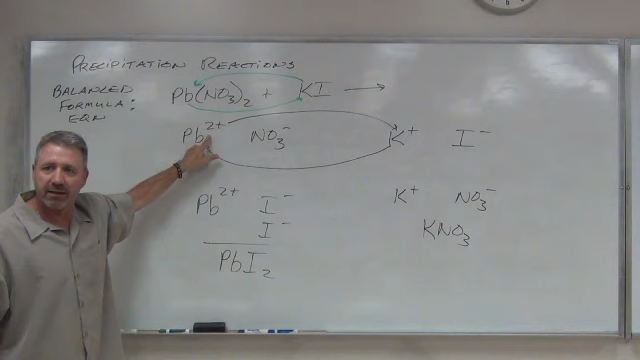 PRECIPITATION REACTIONS
BALANCED
FORMULA:
EQN
Pb(NO₃)₂ + KI →
Pb²⁺ NO₃⁻ K⁺ I⁻
Pb²⁺ I⁻ K⁺ NO₃⁻
I⁻ KNO₃
PbI₂